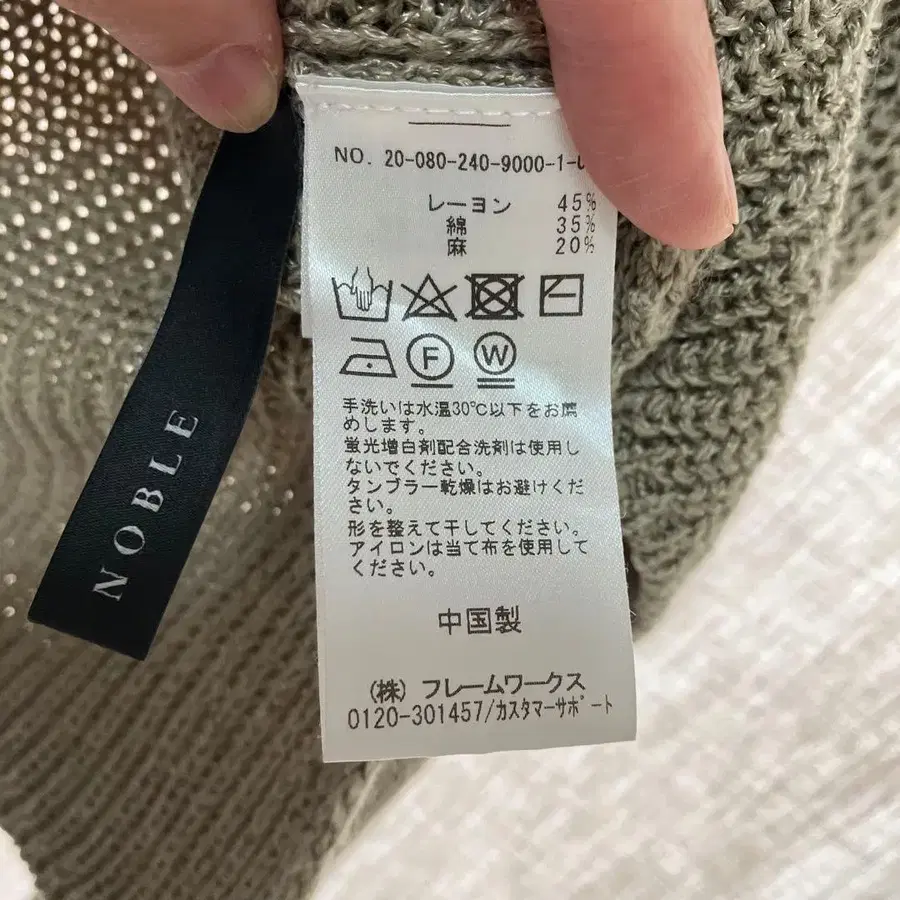 NO. 20-080-240-9000-1-
レーヨン 45%
綿 35%
麻 20%
F
W
手洗いは水温30℃以下をお薦
めします。
蛍光増白剤配合洗剤は使用し
ないでください。
タンブラー乾燥はお避けくだ
さい。
形を整えて干してください。
アイロンは当て布を使用して
ください。
中国製
(株) フレームワークス
0120-301457/カスタマーサポート
NOBLE